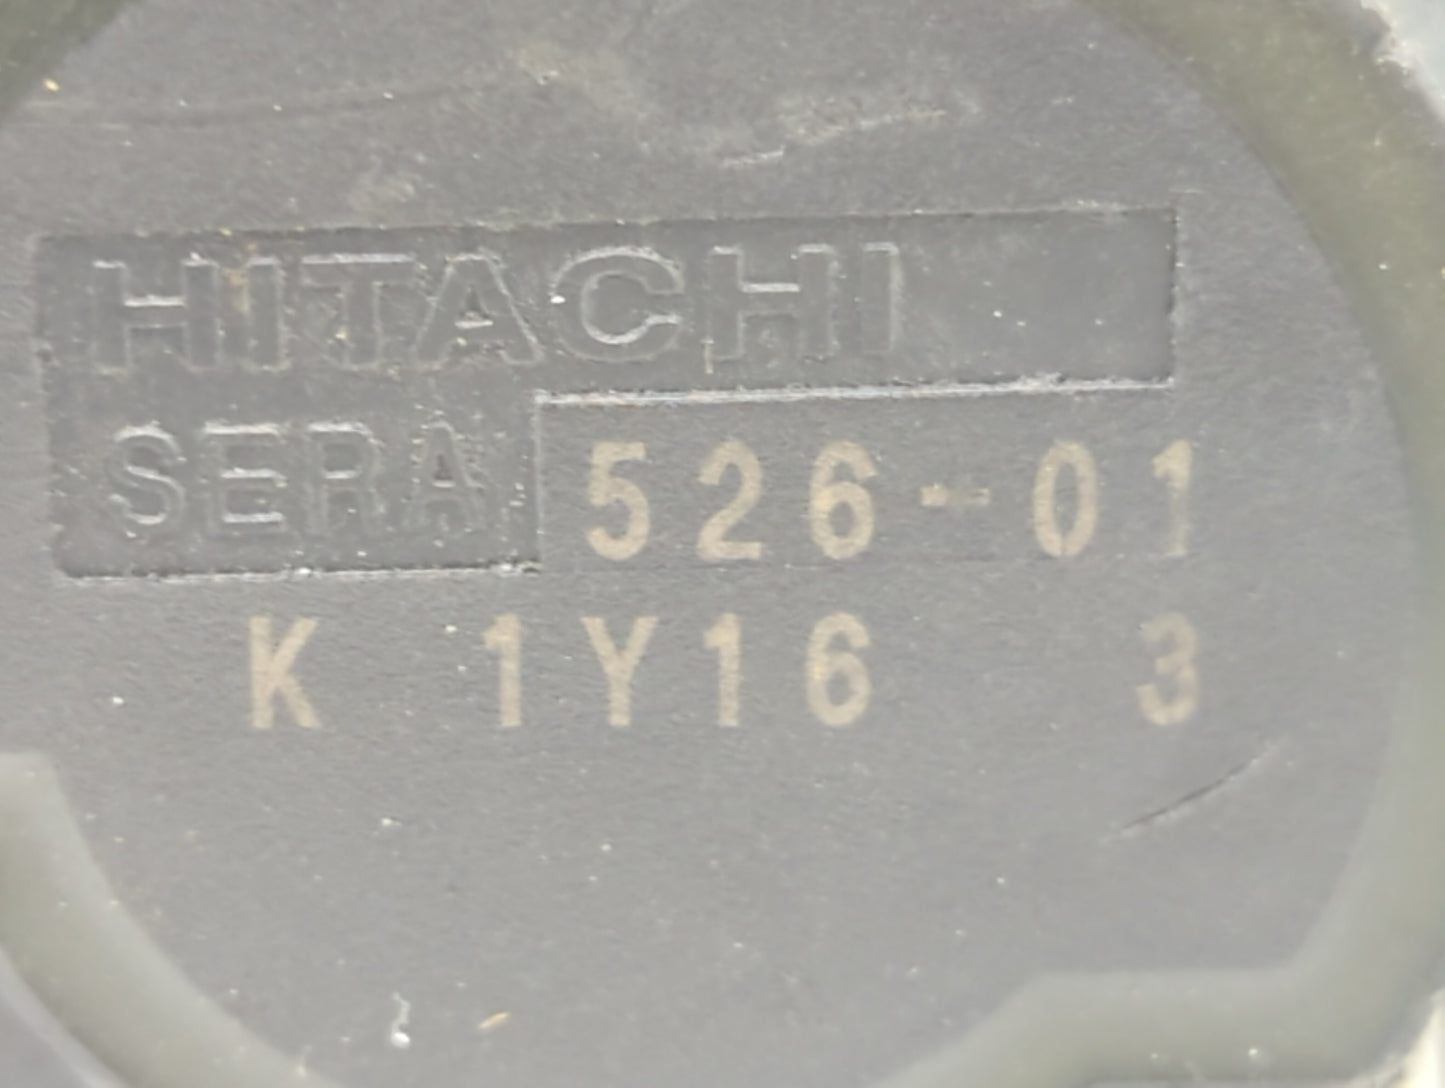 HITACHI
SERA 526-01
K 1Y16 3